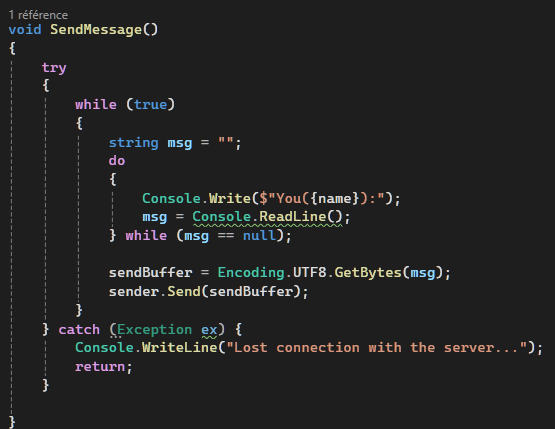 1 référence
void SendMessage()
{
try
{
while (true)
{
string msg = "";
do
{
Console.Write($"You({name}):");
msg = Console.ReadLine();
} while (msg == null);
sendBuffer = Encoding.UTF8.GetBytes(msg);
sender.Send(sendBuffer);
}
} catch (Exception ex) {
Console.WriteLine("Lost connection with the server...");
return;
}
}